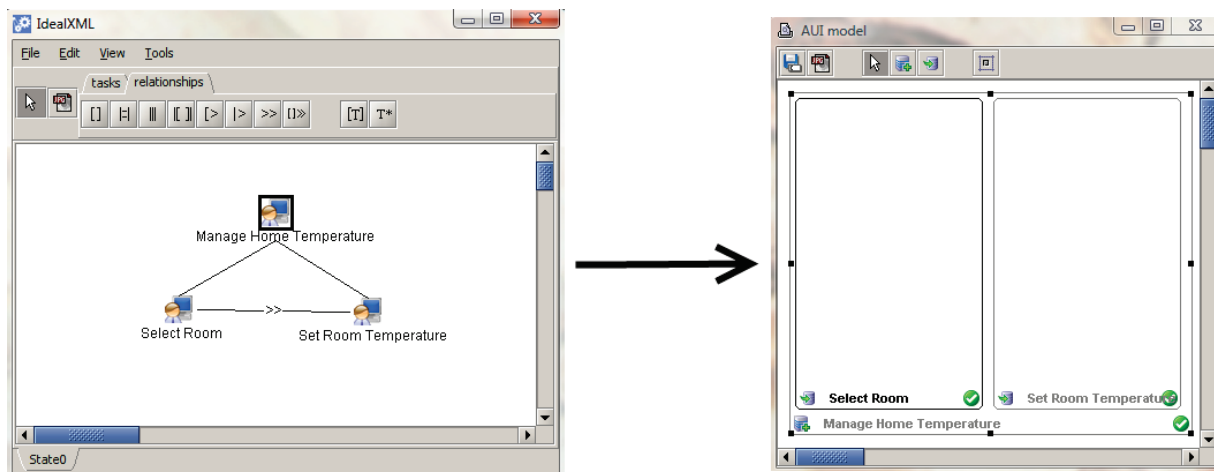 IdealXML
File Edit View Tools
tasks relationships
[] |=| ||| |[]| [> |> >> []» [T] T*
Manage Home Temperature
>>
Select Room Set Room Temperature
State0
AUI model
Select Room Set Room Temperatu
Manage Home Temperature